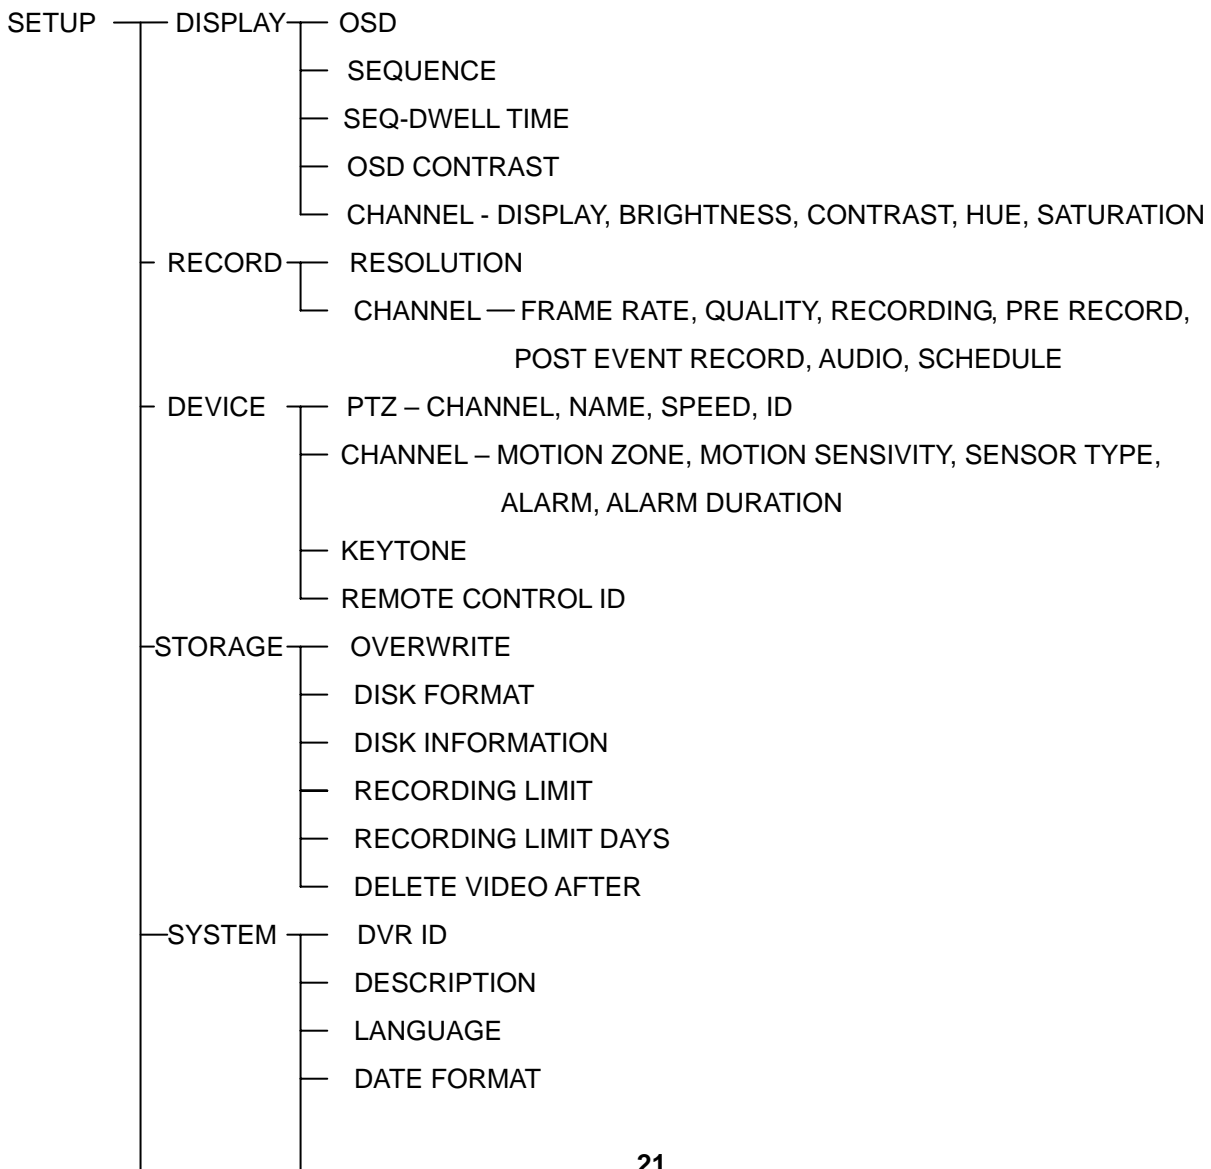 SETUP DISPLAY OSD
SEQUENCE
SEQ-DWELL TIME
OSD CONTRAST
CHANNEL - DISPLAY, BRIGHTNESS, CONTRAST, HUE, SATURATION
RECORD RESOLUTION
CHANNEL — FRAME RATE, QUALITY, RECORDING, PRE RECORD,
POST EVENT RECORD, AUDIO, SCHEDULE
DEVICE PTZ – CHANNEL, NAME, SPEED, ID
CHANNEL – MOTION ZONE, MOTION SENSIVITY, SENSOR TYPE,
ALARM, ALARM DURATION
KEYTONE
REMOTE CONTROL ID
STORAGE OVERWRITE
DISK FORMAT
DISK INFORMATION
RECORDING LIMIT
RECORDING LIMIT DAYS
DELETE VIDEO AFTER
SYSTEM DVR ID
DESCRIPTION
LANGUAGE
DATE FORMAT
21